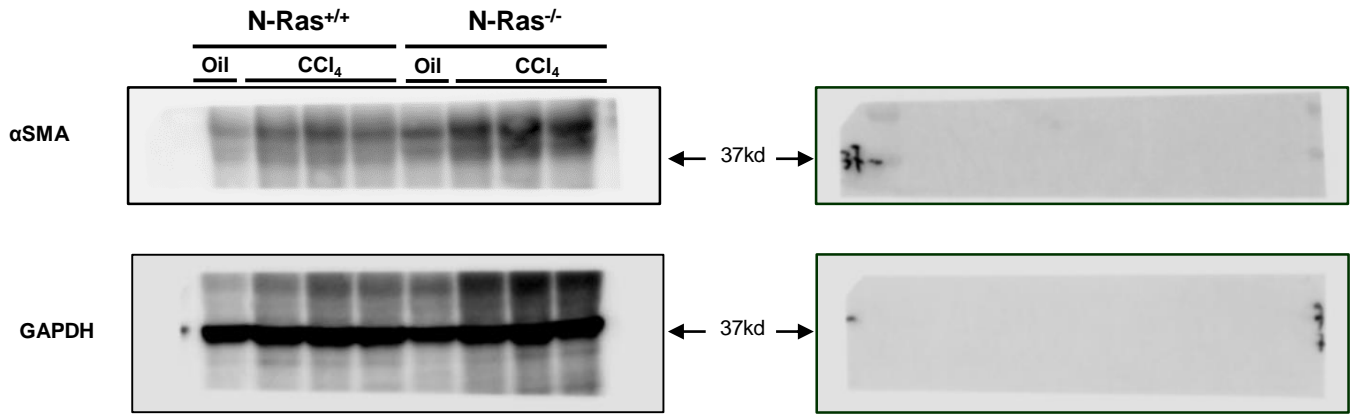 N-Ras⁺/⁺ N-Ras⁻/⁻
Oil CCl₄ Oil CCl₄
αSMA
37kd
37
GAPDH
37kd